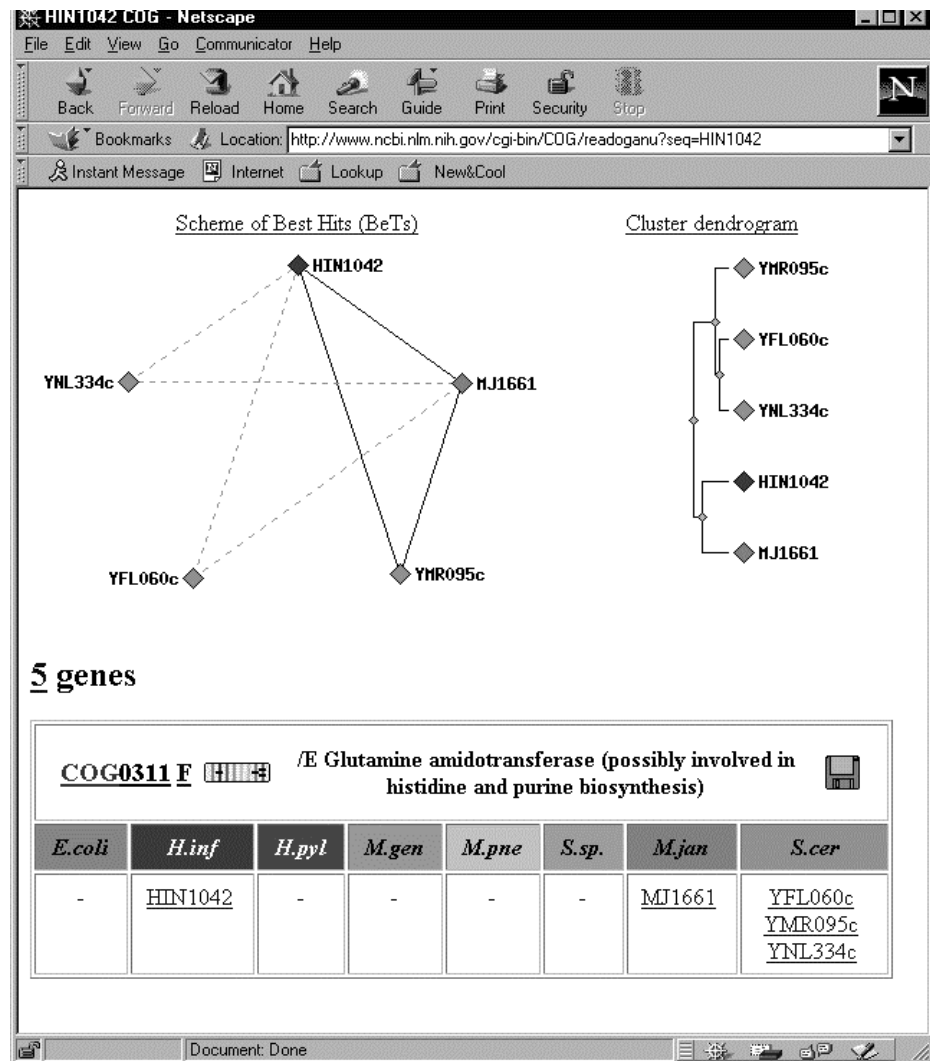 HIN1042 COG - Netscape
File Edit View Go Communicator Help
Back Forward Reload Home Search Guide Print Security Stop
N
Bookmarks Location: http://www.ncbi.nlm.nih.gov/cgi-bin/COG/readoganu?seq=HIN1042
Instant Message Internet Lookup New&Cool
Scheme of Best Hits (BeTs) Cluster dendrogram
HIN1042
YNL334c
MJ1661
YFL060c
YMR095c
YMR095c
YFL060c
YNL334c
HIN1042
MJ1661
5 genes
COG0311 F /Æ Glutamine amidotransferase (possibly involved in
histidine and purine biosynthesis)
E.coli H.inf H.pyl M.gen M.pne S.sp. M.jan S.cer
- HIN1042 - - - - MJ1661 YFL060c
YMR095c
YNL334c
Document: Done